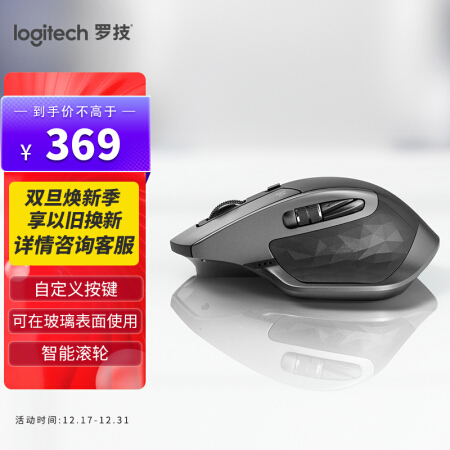 logitech 罗技
到手价不高于
¥ 369
双旦焕新季
享以旧换新
详情咨询客服
自定义按键
可在玻璃表面使用
智能滚轮
活动时间:12.17-12.31